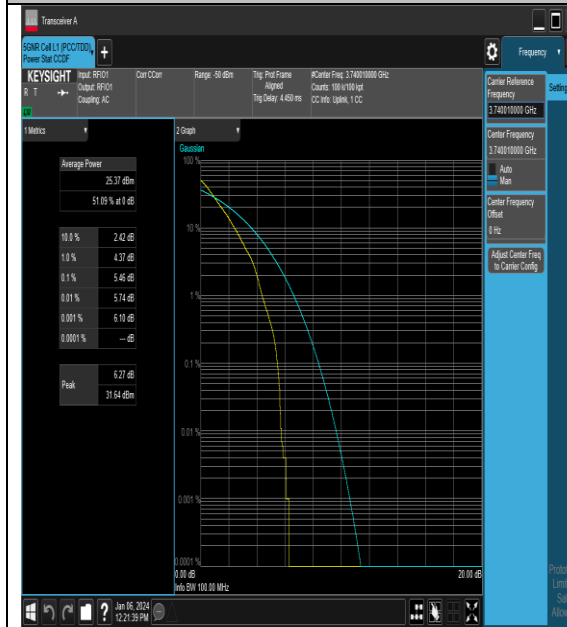 Transceiver A
5GNR Cell L1 (PCC/TDD),
Power Stat CCDF
Frequency
KEYSIGHT
R T
Input: RFIO1
Output: RFIO1
Coupling: AC
Corr CCorr
Range: -50 dBm
Trig: Prot Frame
Aligned
Trig Delay: 4.450 ms
#Center Freq: 3.740010000 GHz
Counts: 100 k/100 kpt
CC Info: Uplink, 1 CC
Carrier Reference
Frequency
3.740010000 GHz
Center Frequency
3.740010000 GHz
Auto
Man
Center Frequency
Offset
0 Hz
Adjust Center Freq
to Carrier Config
Setting
1 Metrics
Average Power
25.37 dBm
51.09 % at 0 dB
10.0 % 2.42 dB
1.0 % 4.37 dB
0.1 % 5.46 dB
0.01 % 5.74 dB
0.001 % 6.10 dB
0.0001 % --- dB
Peak
6.27 dB
31.64 dBm
2 Graph
Gaussian
100 %
10 %
1 %
0.1 %
0.01 %
0.001 %
0.0001 %
0.00 dB
20.00 dB
Info BW 100.00 MHz
Jan 06, 2024
12:21:39 PM